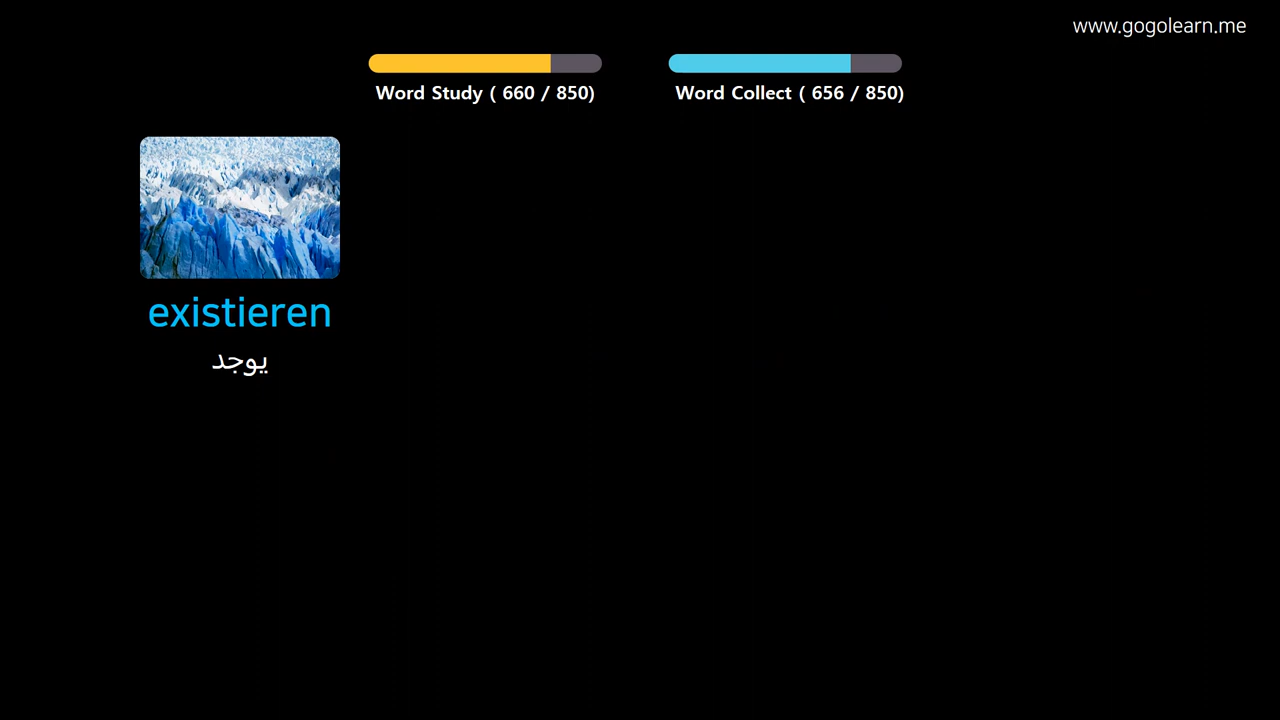 www.gogolearn.me
Word Study ( 660 / 850)
Word Collect ( 656 / 850)
existieren
يوجد